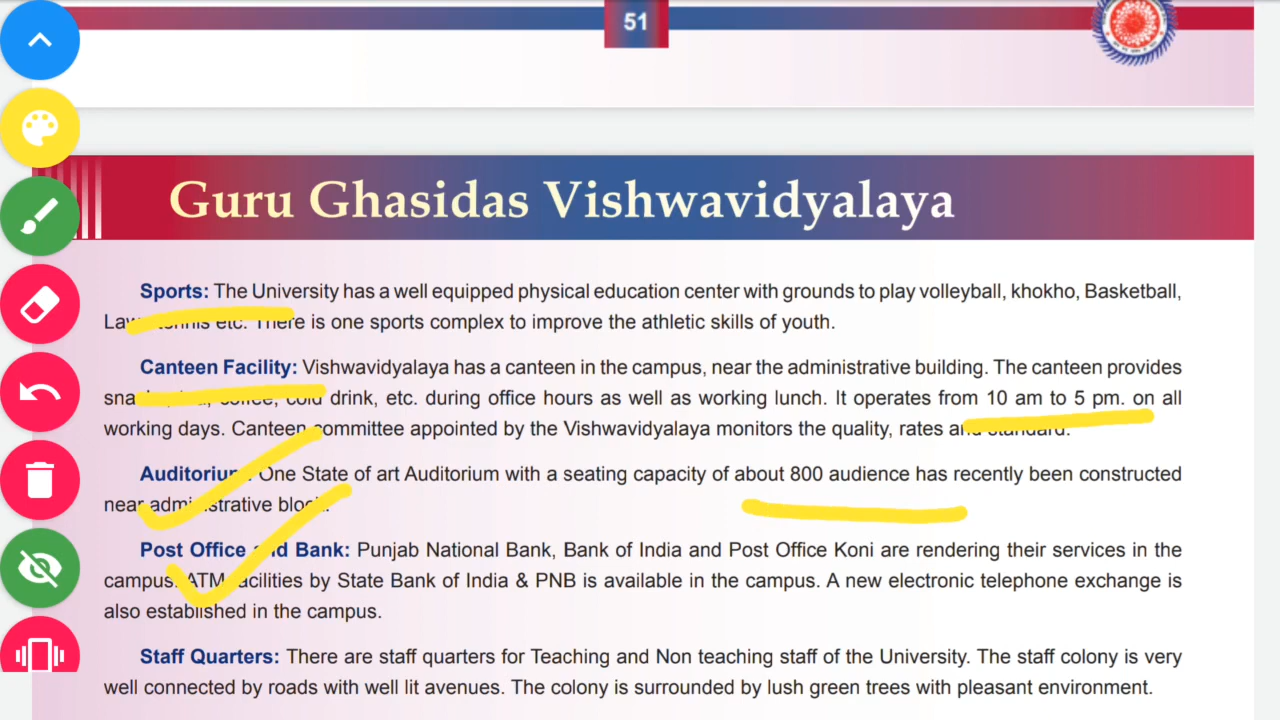 51
Guru Ghasidas Vishwavidyalaya
Sports: The University has a well equipped physical education center with grounds to play volleyball, khokho, Basketball,
etc. There is one sports complex to improve the athletic skills of youth.
Canteen Facility: Vishwavidyalaya has a canteen in the campus, near the administrative building. The canteen provides
coffee, cold drink, etc. during office hours as well as working lunch. It operates from 10 am to 5 pm. on all
working days. Canteen committee appointed by the Vishwavidyalaya monitors the quality, rates and standard.
Auditorium: One State of art Auditorium with a seating capacity of about 800 audience has recently been constructed
near administrative block.
Post Office and Bank: Punjab National Bank, Bank of India and Post Office Koni are rendering their services in the
campus. ATM facilities by State Bank of India & PNB is available in the campus. A new electronic telephone exchange is
also established in the campus.
Staff Quarters: There are staff quarters for Teaching and Non teaching staff of the University. The staff colony is very
well connected by roads with well lit avenues. The colony is surrounded by lush green trees with pleasant environment.